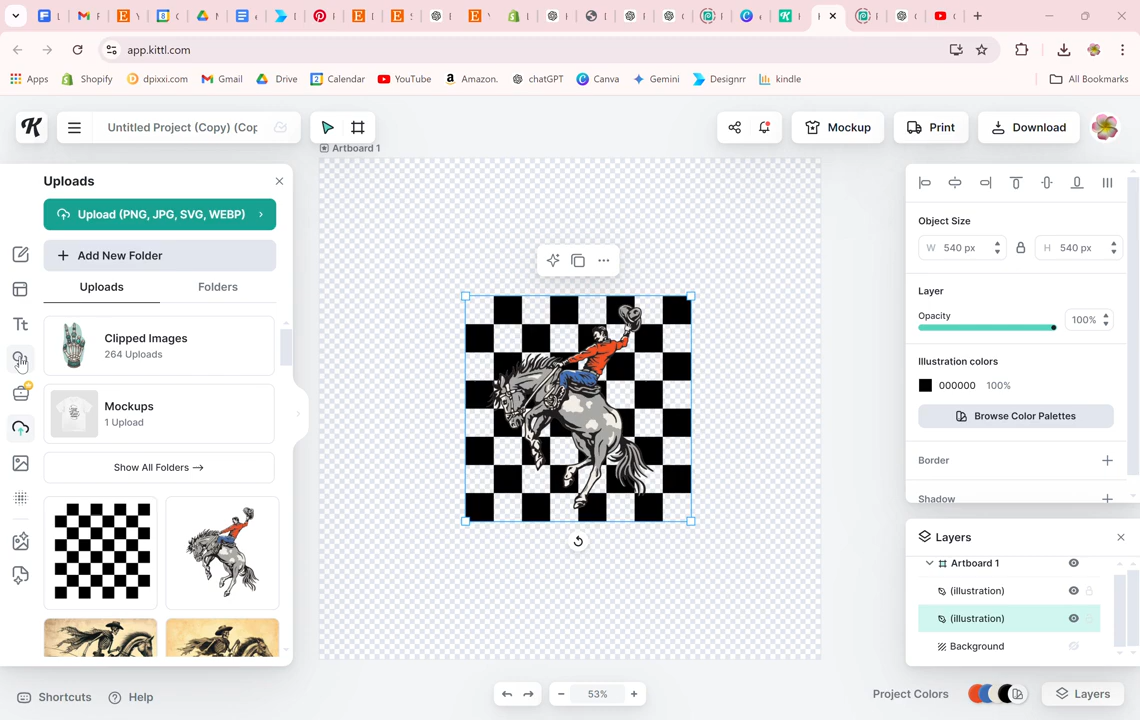 app.kittl.com
Apps
Shopify
dpixxi.com
Gmail
Drive
Calendar
YouTube
Amazon.
chatGPT
Canva
Gemini
Designrr
kindle
All Bookmarks
K
Untitled Project (Copy) (Cop
Mockup
Print
Download
Artboard 1
Uploads
Upload (PNG, JPG, SVG, WEBP)
Add New Folder
Uploads
Folders
Clipped Images
264 Uploads
Mockups
1 Upload
Show All Folders
Tt
Object Size
W 540 px
H 540 px
Layer
Opacity
100%
Illustration colors
000000 100%
Browse Color Palettes
Border
Shadow
Layers
Artboard 1
(illustration)
(illustration)
Background
Shortcuts
Help
53%
Project Colors
Layers